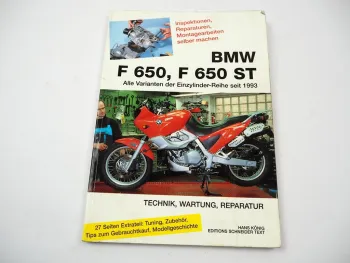 Inspektionen,
Reparaturen,
Montagearbeiten
selber machen
BMW
F 650, F 650 ST
Alle Varianten der Einzylinder-Reihe seit 1993
TECHNIK, WARTUNG, REPARATUR
27 Seiten Extrateil: Tuning, Zubehör,
Tips zum Gebrauchtkauf, Modellgeschichte
HANS KÖNIG
EDITIONS SCHNEIDER TEXT